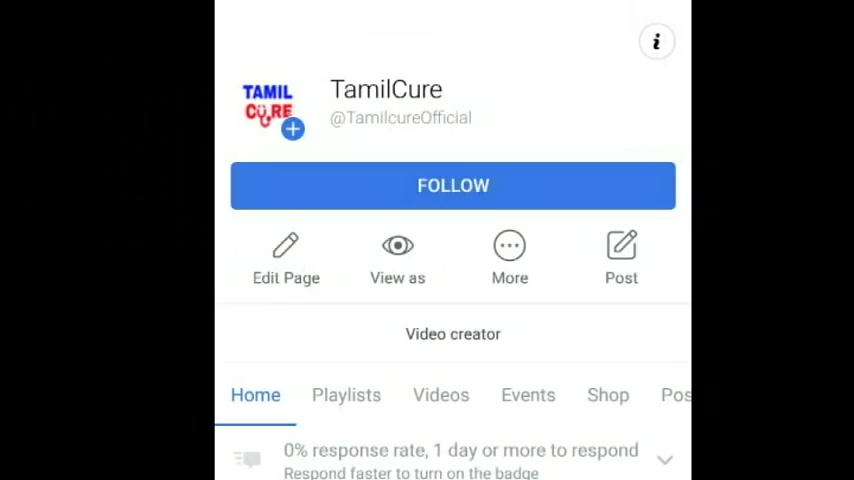 TAMIL
CURE
TamilCure
@TamilcureOfficial
FOLLOW
Edit Page
View as
More
Post
Video creator
Home
Playlists
Videos
Events
Shop
Pos
0% response rate, 1 day or more to respond
Respond faster to turn on the badge